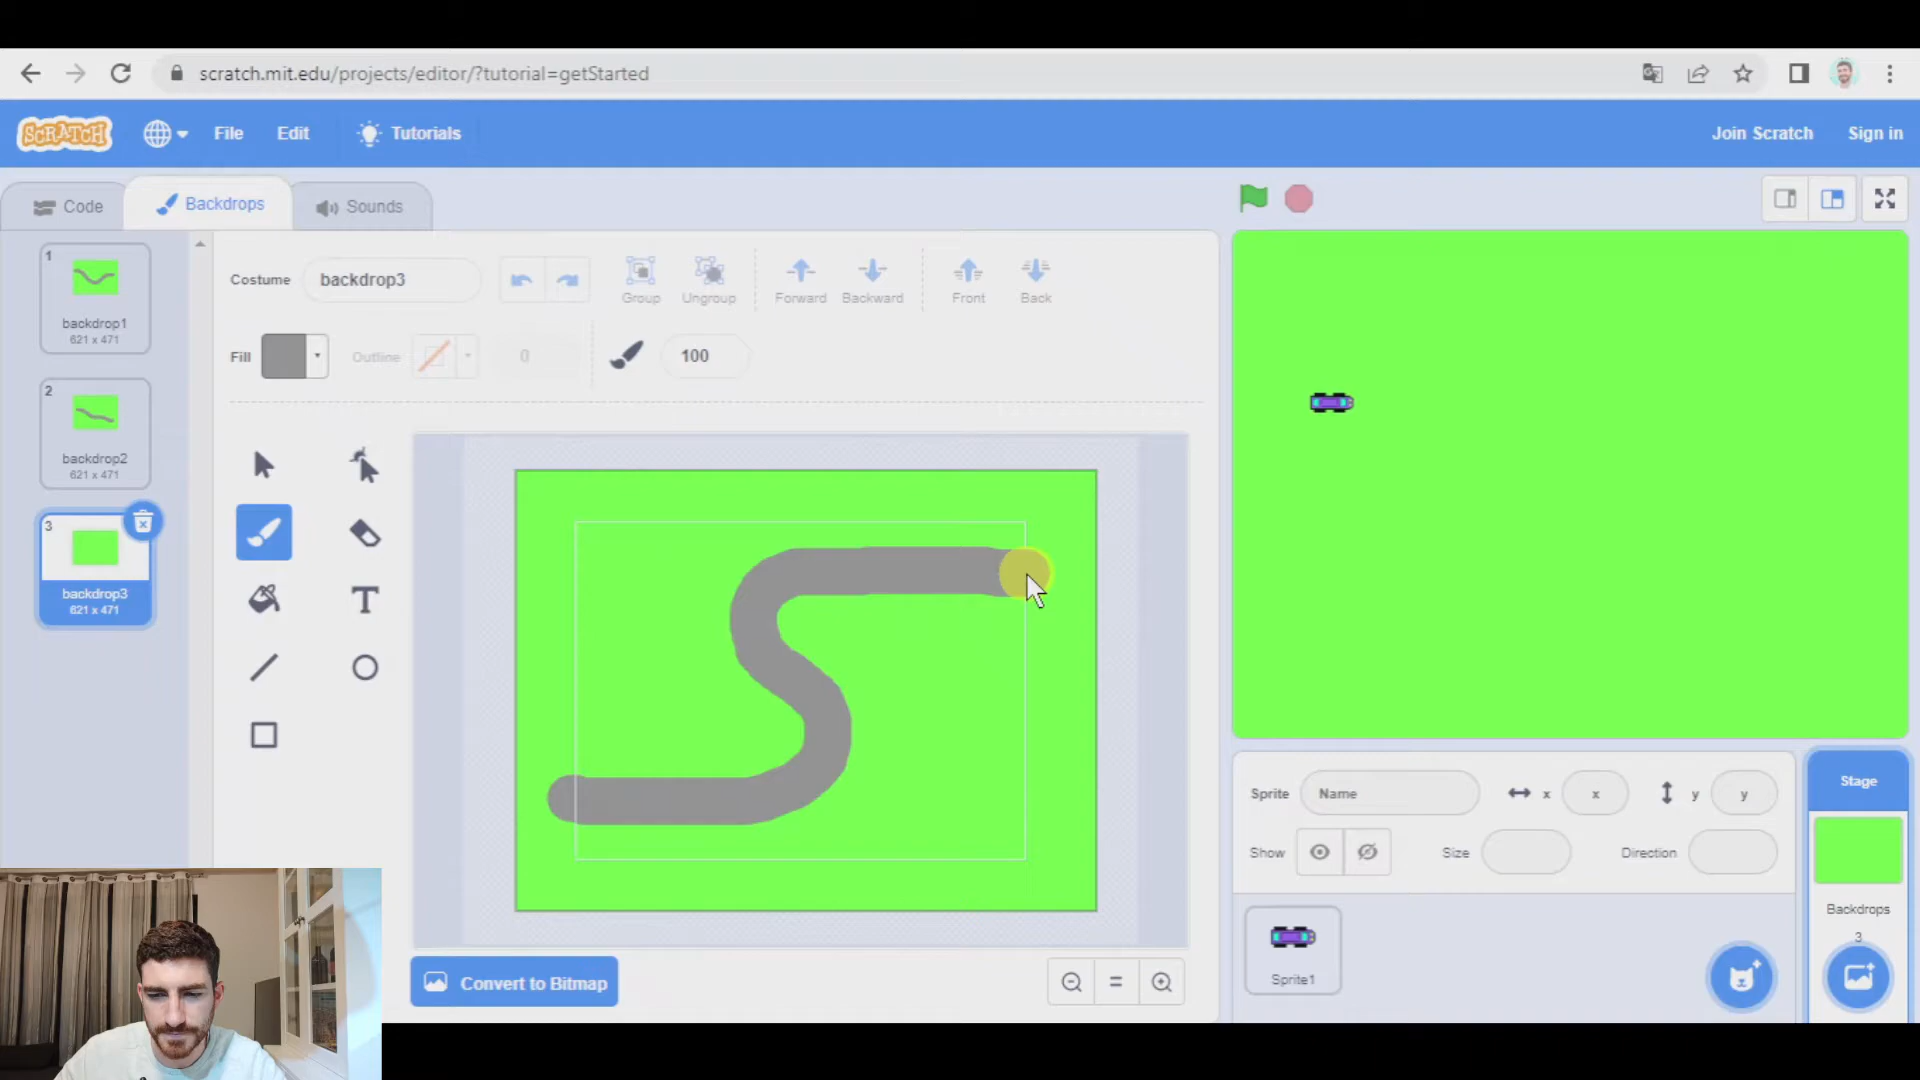 scratch.mit.edu/projects/editor/?tutorial=getStarted
SCRATCH File Edit Tutorials Join Scratch Sign in
Code Backdrops Sounds
1
backdrop1
621 x 471
2
backdrop2
621 x 471
3
backdrop3
621 x 471
Costume backdrop3 Group Ungroup Forward Backward Front Back
Fill Outline 0 100
T
Convert to Bitmap
=
Sprite Name x x y y
Show Size Direction
Sprite1
Stage
Backdrops
3